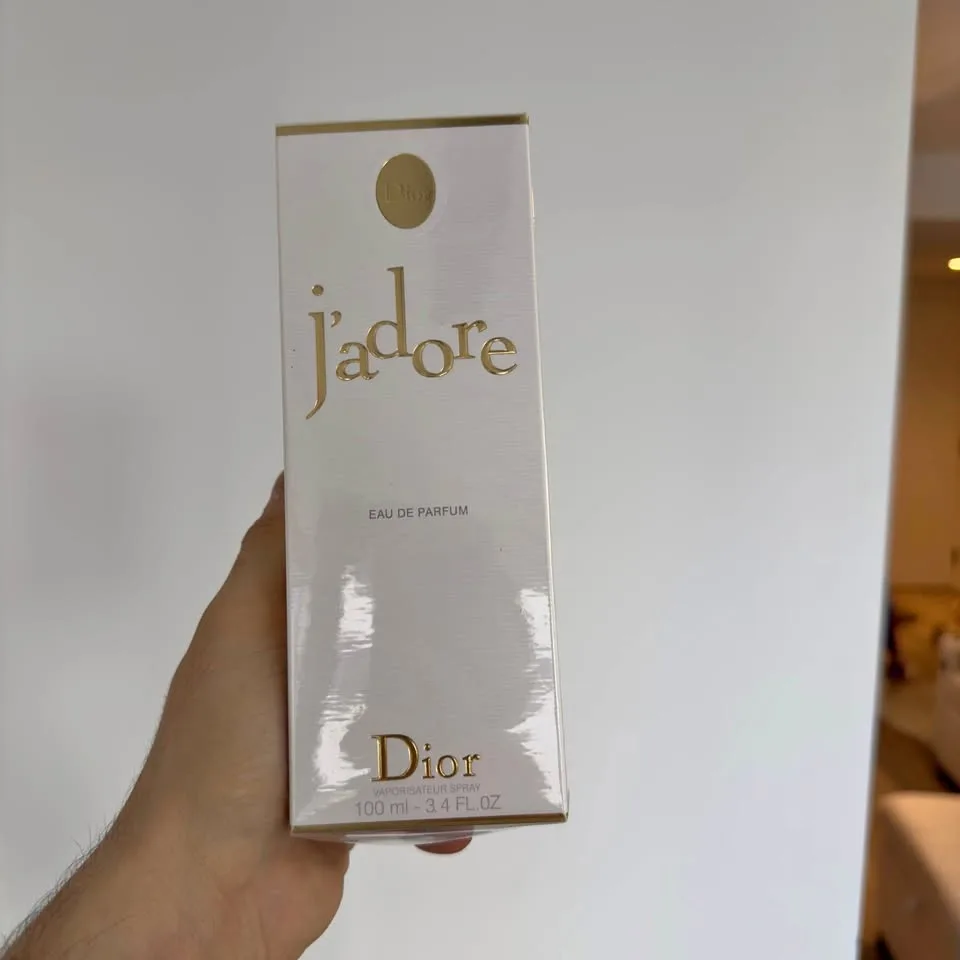 Dior
j'adore
EAU DE PARFUM
Dior
VAPORISATEUR SPRAY
100 ml - 3.4 FL.OZ